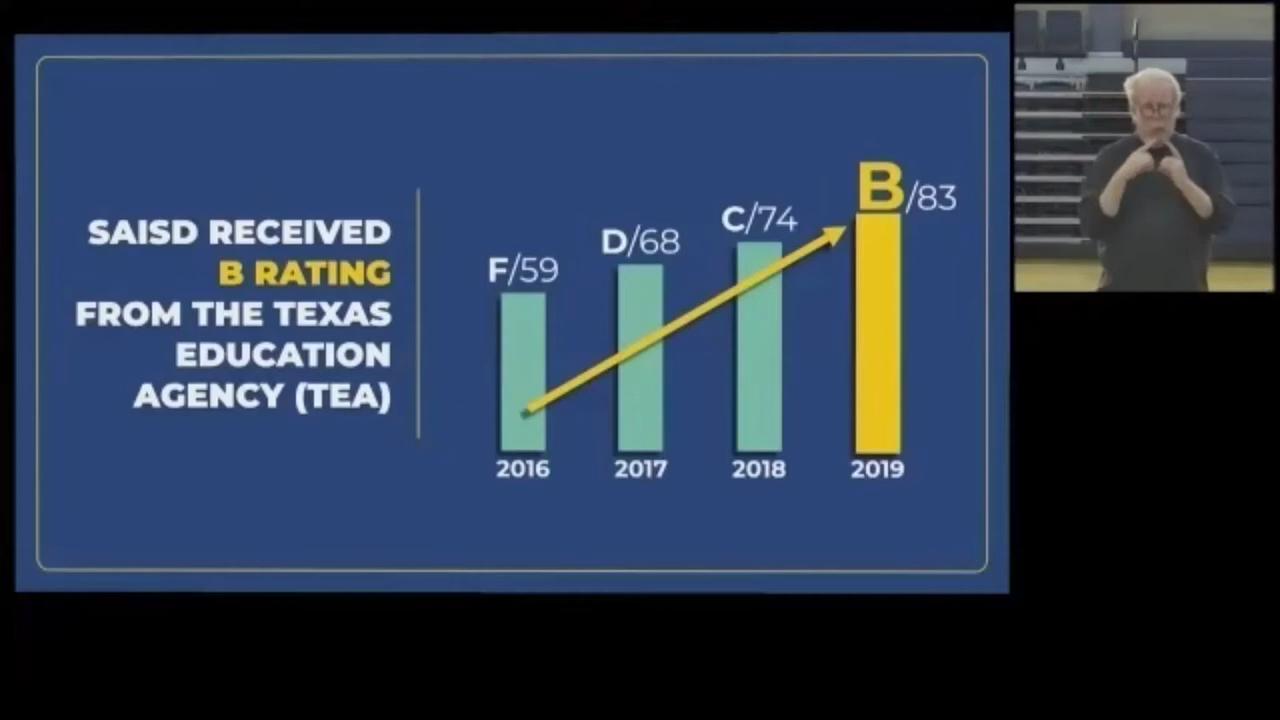 SAISD RECEIVED
B RATING
FROM THE TEXAS
EDUCATION
AGENCY (TEA)
F/59
D/68
C/74
B/83
2016
2017
2018
2019